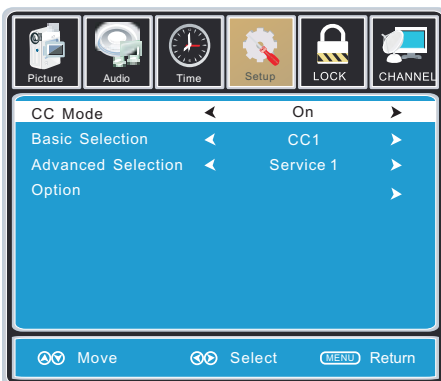 Picture Audio Time Setup LOCK CHANNEL
CC Mode On
Basic Selection CC1
Advanced Selection Service 1
Option
Move Select MENU Return